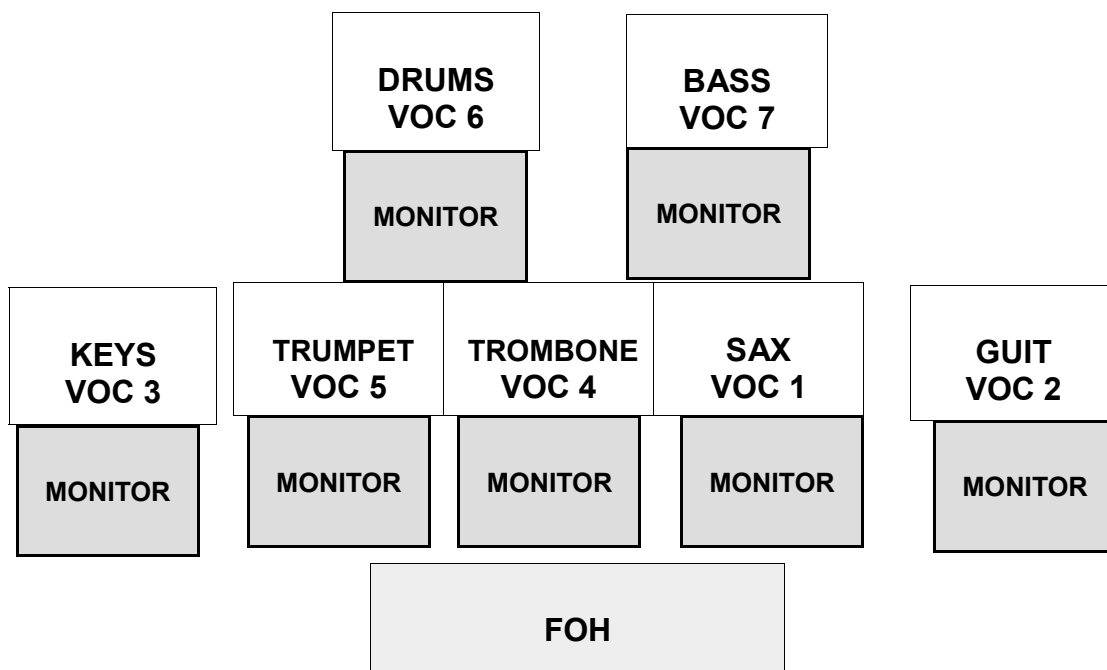 DRUMS
VOC 6
BASS
VOC 7
MONITOR
MONITOR
KEYS
VOC 3
TRUMPET
VOC 5
TROMBONE
VOC 4
SAX
VOC 1
GUIT
VOC 2
MONITOR
MONITOR
MONITOR
MONITOR
MONITOR
FOH